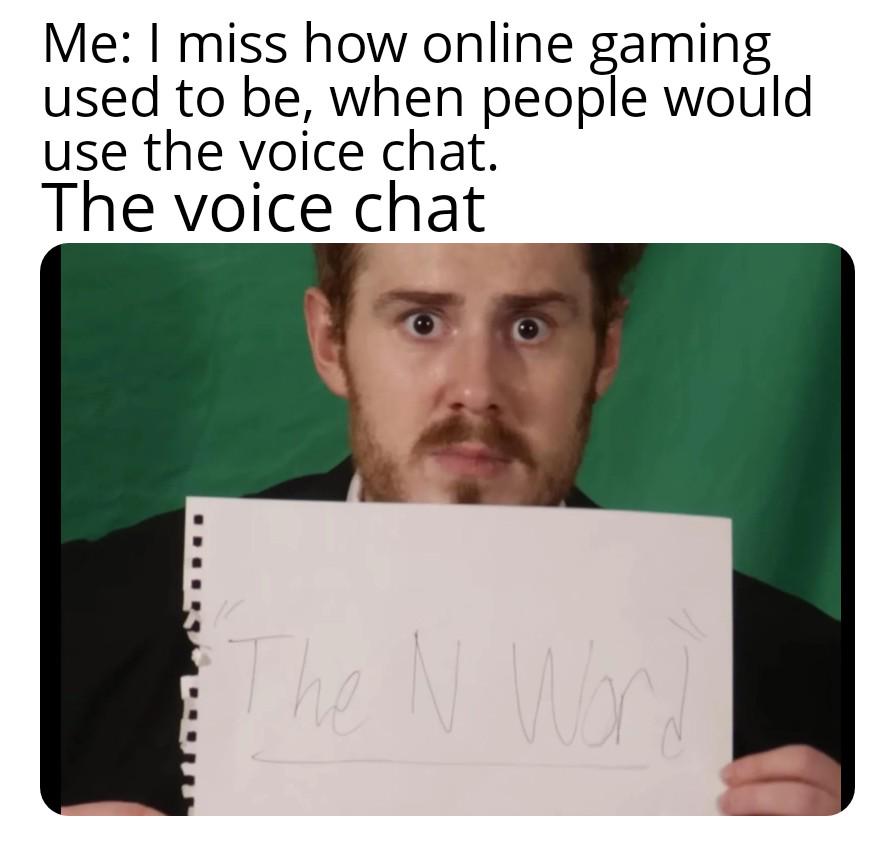 Me: I miss how online gaming
used to be, when people would
use the voice chat.
The voice chat
"The N Word"